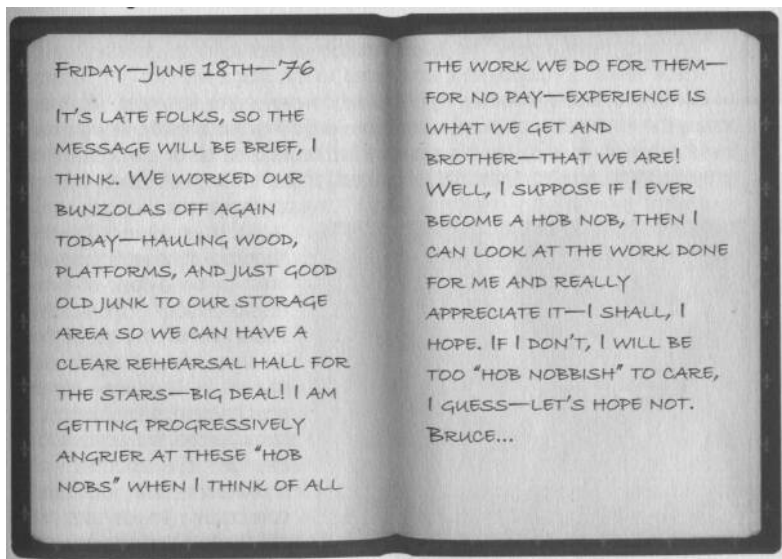 FRIDAY—JUNE 18TH—'76
IT'S LATE FOLKS, SO THE
MESSAGE WILL BE BRIEF, I
THINK. WE WORKED OUR
BUNZOLAS OFF AGAIN
TODAY—HAULING WOOD,
PLATFORMS, AND JUST GOOD
OLD JUNK TO OUR STORAGE
AREA SO WE CAN HAVE A
CLEAR REHEARSAL HALL FOR
THE STARS—BIG DEAL! I AM
GETTING PROGRESSIVELY
ANGRIER AT THESE "HOB
NOBS" WHEN I THINK OF ALL
THE WORK WE DO FOR THEM—
FOR NO PAY—EXPERIENCE IS
WHAT WE GET AND
BROTHER—THAT WE ARE!
WELL, I SUPPOSE IF I EVER
BECOME A HOB NOB, THEN I
CAN LOOK AT THE WORK DONE
FOR ME AND REALLY
APPRECIATE IT—I SHALL, I
HOPE. IF I DON'T, I WILL BE
TOO "HOB NOBBISH" TO CARE,
I GUESS—LET'S HOPE NOT.
BRUCE...